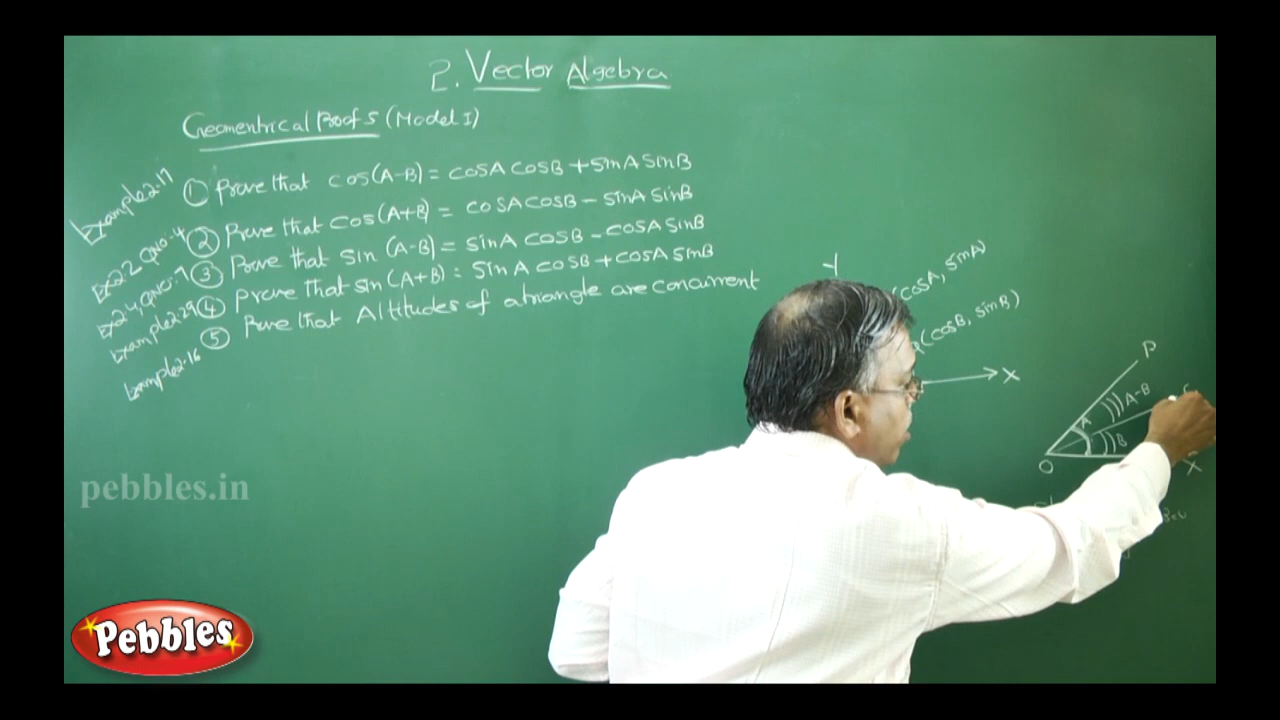 2. Vector Algebra
Geomentrical Proofs (Model I)
Example 2.17 ① Prove that cos(A-B) = cosA cosB + sinA sinB
Ex 2.2 QNO.4 ② Prove that cos(A+B) = cosA cosB - sinA sinB
Ex 2.4, QNO.7 ③ Prove that sin (A-B) = sinA cosB - cosA sinB
Example 2.29 ④ Prove that sin(A+B) = sinA cosB + cosA sinB
Example 2.16 ⑤ Prove that Altitudes of a triangle are concurrent
Y
(cosA, sinA)
(cosB, sinB)
X
P
A-B
A
B
O
X
pebbles.in
Pebbles